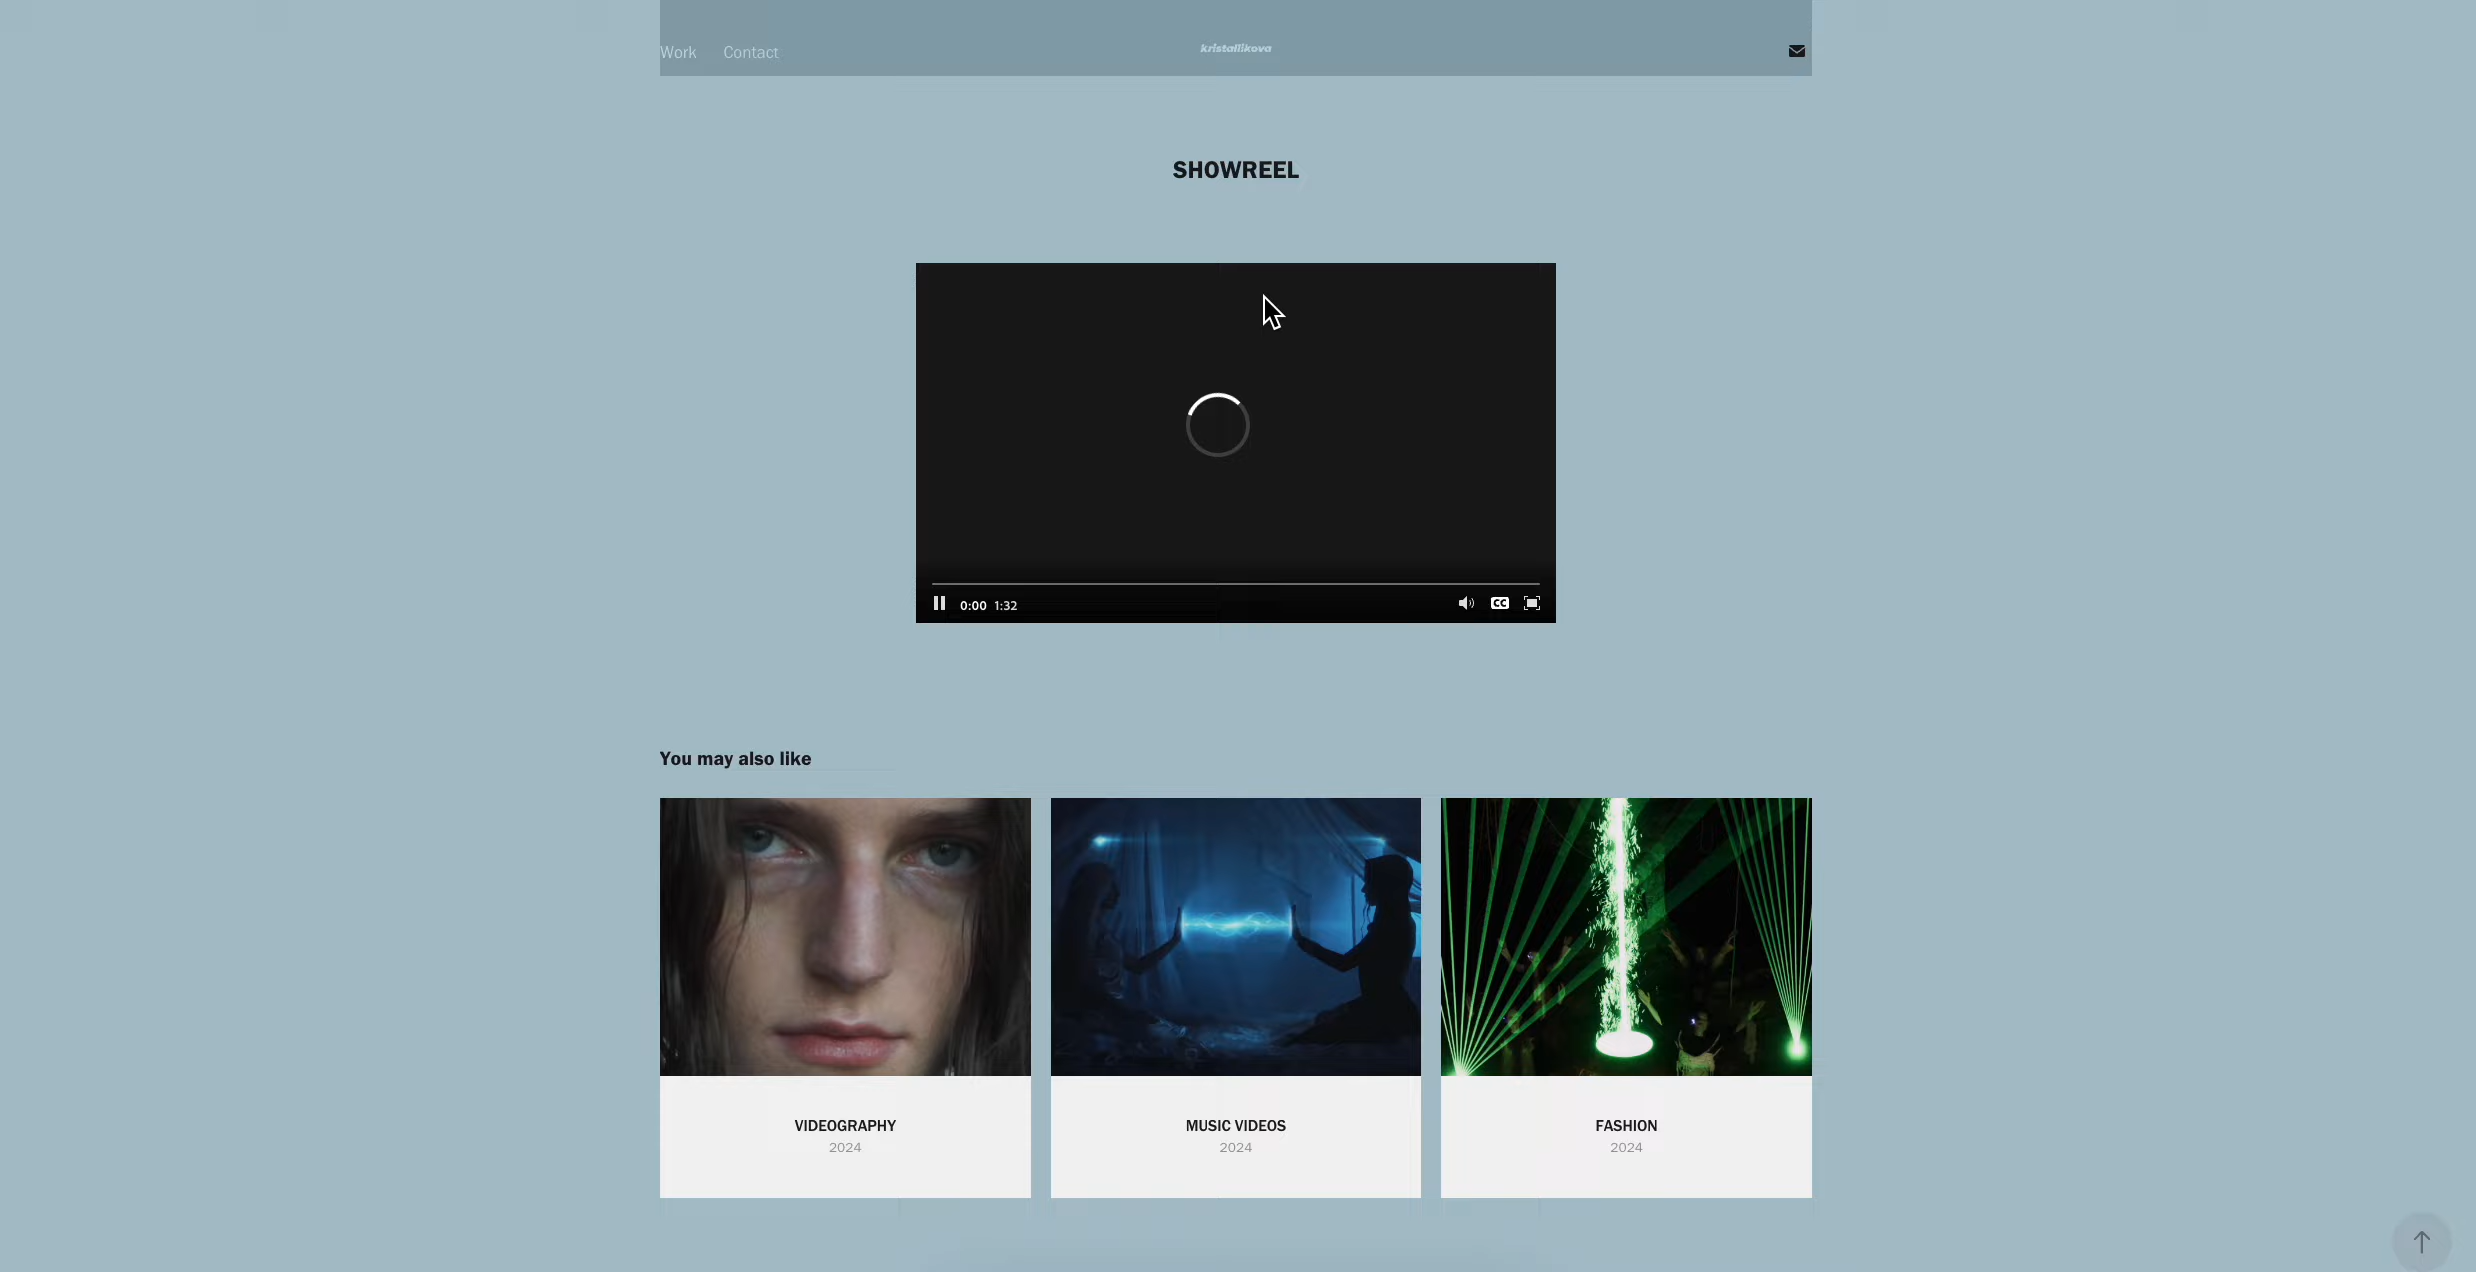 Work
Contact
kristallikova
SHOWREEL
0:00 1:32
CC
You may also like
VIDEOGRAPHY
2024
MUSIC VIDEOS
2024
FASHION
2024